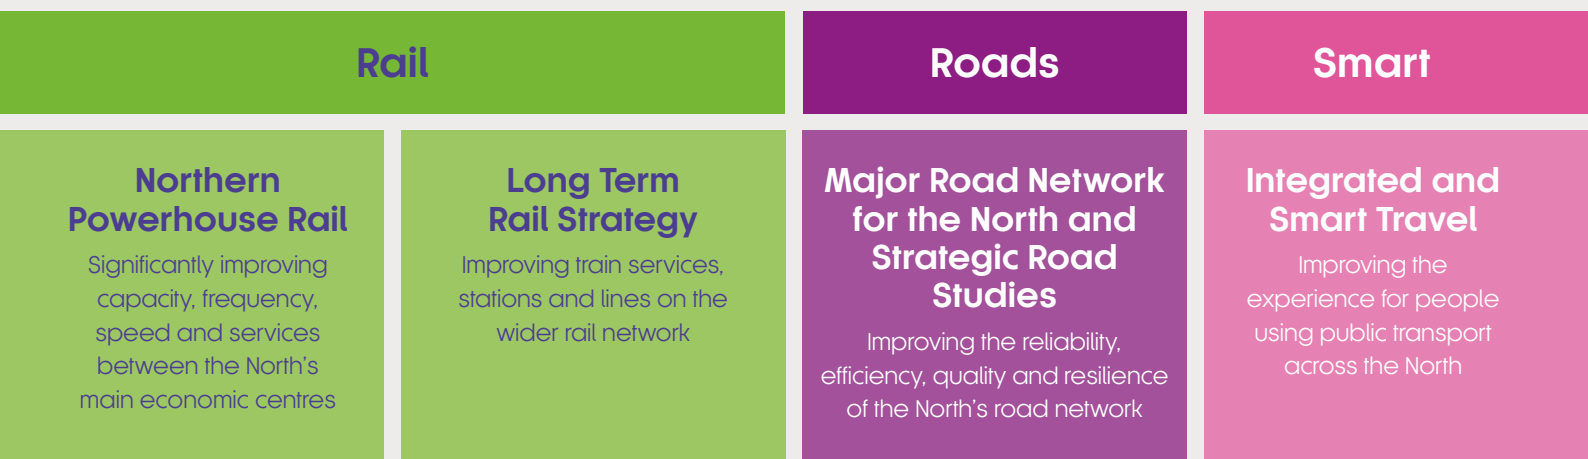 Rail
Roads
Smart
Northern
Powerhouse Rail
Significantly improving
capacity, frequency,
speed and services
between the North's
main economic centres
Long Term
Rail Strategy
Improving train services,
stations and lines on the
wider rail network
Major Road Network
for the North and
Strategic Road
Studies
Improving the reliability,
efficiency, quality and resilience
of the North's road network
Integrated and
Smart Travel
Improving the
experience for people
using public transport
across the North